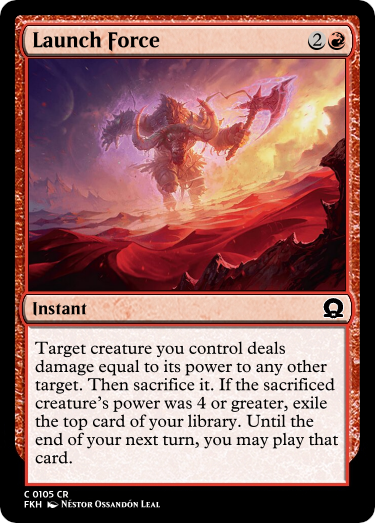 Launch Force 2
Instant
Target creature you control deals
damage equal to its power to any other
target. Then sacrifice it. If the sacrificed
creature's power was 4 or greater, exile
the top card of your library. Until the
end of your next turn, you may play that
card.
C 0105 CR
FKH Néstor Ossandón Leal